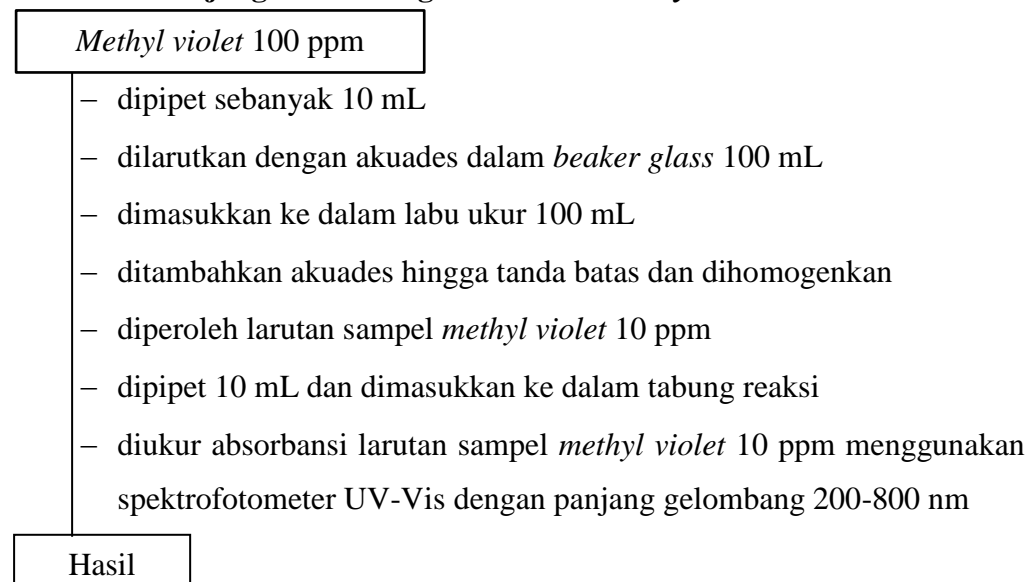 Methyl violet 100 ppm
– dipipet sebanyak 10 mL
– dilarutkan dengan akuades dalam beaker glass 100 mL
– dimasukkan ke dalam labu ukur 100 mL
– ditambahkan akuades hingga tanda batas dan dihomogenkan
– diperoleh larutan sampel methyl violet 10 ppm
– dipipet 10 mL dan dimasukkan ke dalam tabung reaksi
– diukur absorbansi larutan sampel methyl violet 10 ppm menggunakan
spektrofotometer UV-Vis dengan panjang gelombang 200-800 nm
Hasil